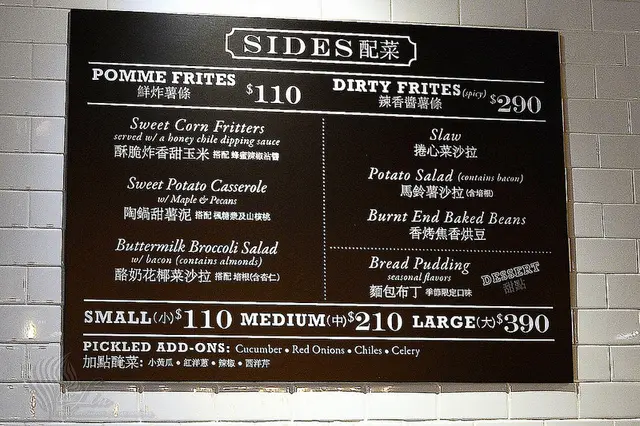 SIDES 配菜
POMME FRITES $110
鮮炸薯條
DIRTY FRITES (spicy) $290
辣香醬薯條
Sweet Corn Fritters
served w/ a honey chile dipping sauce
酥脆炸香甜玉米 搭配 蜂蜜辣椒沾醬
Sweet Potato Casserole
w/ Maple & Pecans
陶鍋甜薯泥 搭配 楓糖漿及山核桃
Buttermilk Broccoli Salad
w/ bacon (contains almonds)
酪奶花椰菜沙拉 搭配 培根(含杏仁)
Slaw
捲心菜沙拉
Potato Salad (contains bacon)
馬鈴薯沙拉(含培根)
Burnt End Baked Beans
香烤焦香烘豆
Bread Pudding
seasonal flavors
麵包布丁 季節限定口味
DESSERT
甜點
SMALL(小)$110 MEDIUM(中)$210 LARGE(大)$390
PICKLED ADD-ONS: Cucumber • Red Onions • Chiles • Celery
加點醃菜: 小黃瓜 • 紅洋蔥 • 辣椒 • 西洋芹